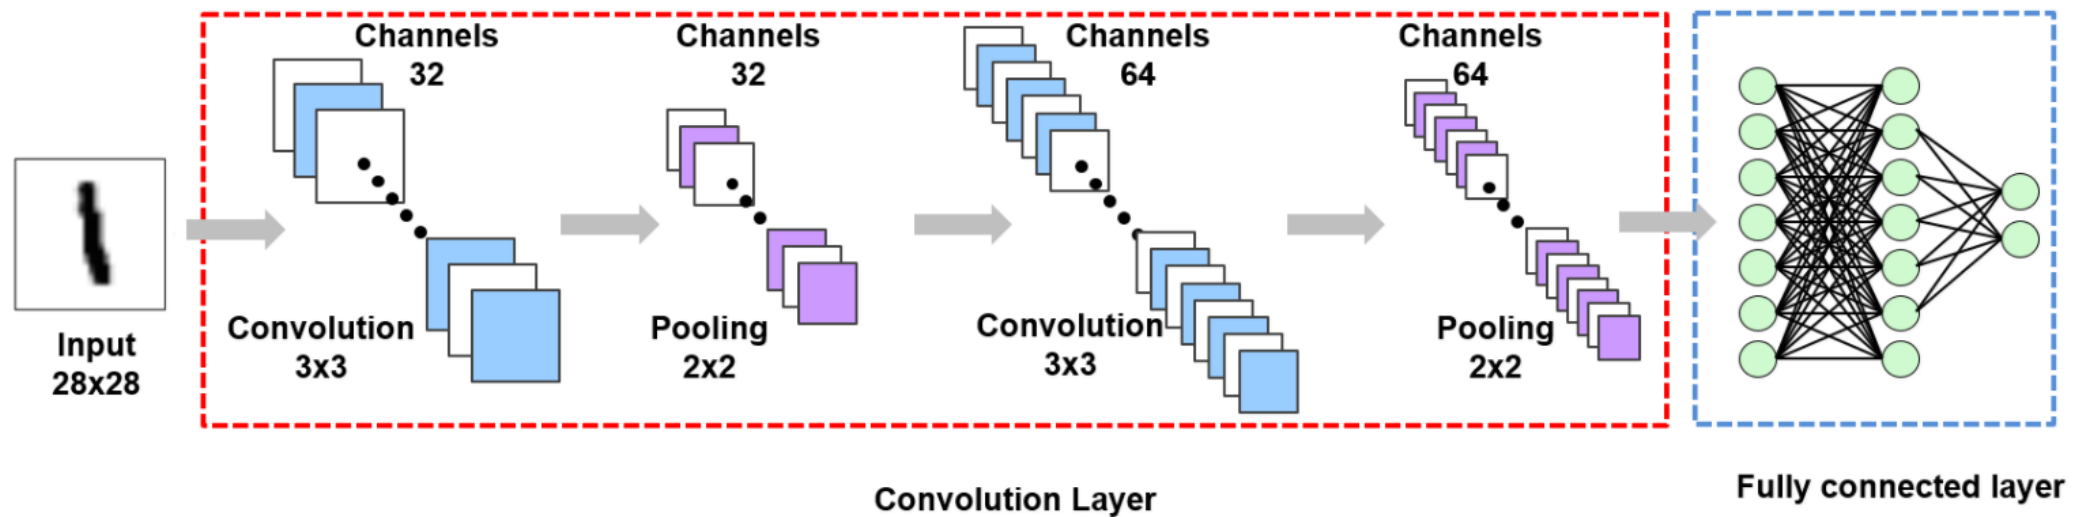 Input
28x28
Channels
32
Convolution
3x3
Channels
32
Pooling
2x2
Channels
64
Convolution
3x3
Channels
64
Pooling
2x2
Convolution Layer
Fully connected layer